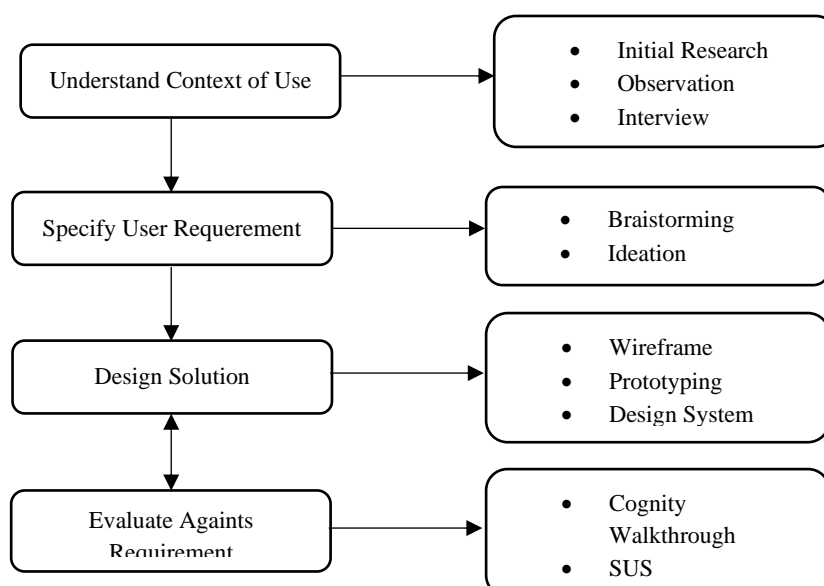 Understand Context of Use
• Initial Research
• Observation
• Interview
Specify User Requerement
• Braistorming
• Ideation
Design Solution
• Wireframe
• Prototyping
• Design System
Evaluate Againts
Requirement
• Cognity
Walkthrough
• SUS